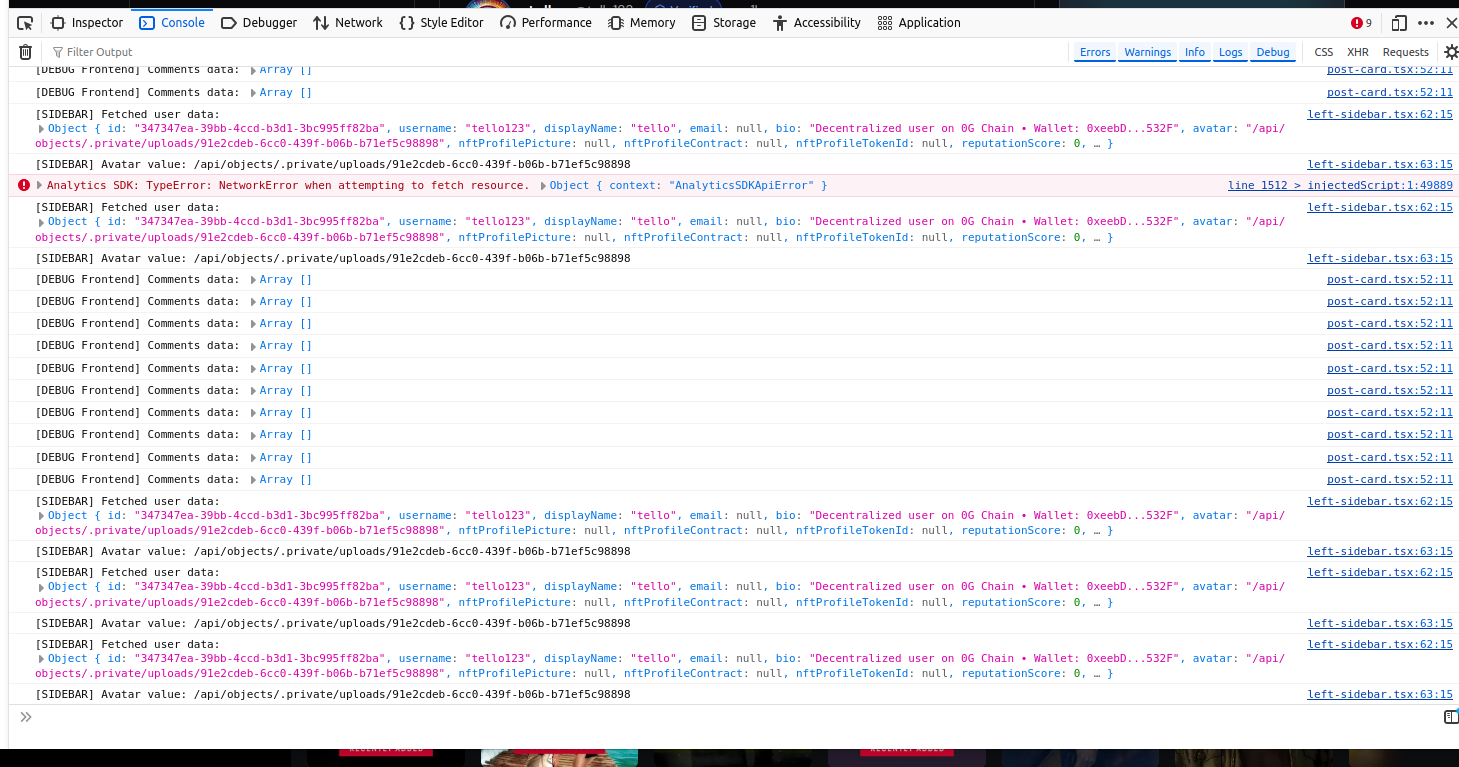 Inspector Console Debugger Network Style Editor Performance Memory Storage Accessibility Application 9
Filter Output Errors Warnings Info Logs Debug CSS XHR Requests
[DEBUG Frontend] Comments data: Array [] post-card.tsx:52:11
[DEBUG Frontend] Comments data: Array [] post-card.tsx:52:11
[SIDEBAR] Fetched user data: left-sidebar.tsx:62:15
Object { id: "347347ea-39bb-4ccd-b3d1-3bc995ff82ba", username: "tello123", displayName: "tello", email: null, bio: "Decentralized user on 0G Chain • Wallet: 0xeebD...532F", avatar: "/api/
objects/.private/uploads/91e2cdeb-6cc0-439f-b06b-b71ef5c98898", nftProfilePicture: null, nftProfileContract: null, nftProfileTokenId: null, reputationScore: 0, … }
[SIDEBAR] Avatar value: /api/objects/.private/uploads/91e2cdeb-6cc0-439f-b06b-b71ef5c98898 left-sidebar.tsx:63:15
Analytics SDK: TypeError: NetworkError when attempting to fetch resource. Object { context: "AnalyticsSDKApiError" } line 1512 > injectedScript:1:49889
[SIDEBAR] Fetched user data: left-sidebar.tsx:62:15
Object { id: "347347ea-39bb-4ccd-b3d1-3bc995ff82ba", username: "tello123", displayName: "tello", email: null, bio: "Decentralized user on 0G Chain • Wallet: 0xeebD...532F", avatar: "/api/
objects/.private/uploads/91e2cdeb-6cc0-439f-b06b-b71ef5c98898", nftProfilePicture: null, nftProfileContract: null, nftProfileTokenId: null, reputationScore: 0, … }
[SIDEBAR] Avatar value: /api/objects/.private/uploads/91e2cdeb-6cc0-439f-b06b-b71ef5c98898 left-sidebar.tsx:63:15
[DEBUG Frontend] Comments data: Array [] post-card.tsx:52:11
[DEBUG Frontend] Comments data: Array [] post-card.tsx:52:11
[DEBUG Frontend] Comments data: Array [] post-card.tsx:52:11
[DEBUG Frontend] Comments data: Array [] post-card.tsx:52:11
[DEBUG Frontend] Comments data: Array [] post-card.tsx:52:11
[DEBUG Frontend] Comments data: Array [] post-card.tsx:52:11
[DEBUG Frontend] Comments data: Array [] post-card.tsx:52:11
[DEBUG Frontend] Comments data: Array [] post-card.tsx:52:11
[DEBUG Frontend] Comments data: Array [] post-card.tsx:52:11
[DEBUG Frontend] Comments data: Array [] post-card.tsx:52:11
[SIDEBAR] Fetched user data: left-sidebar.tsx:62:15
Object { id: "347347ea-39bb-4ccd-b3d1-3bc995ff82ba", username: "tello123", displayName: "tello", email: null, bio: "Decentralized user on 0G Chain • Wallet: 0xeebD...532F", avatar: "/api/
objects/.private/uploads/91e2cdeb-6cc0-439f-b06b-b71ef5c98898", nftProfilePicture: null, nftProfileContract: null, nftProfileTokenId: null, reputationScore: 0, … }
[SIDEBAR] Avatar value: /api/objects/.private/uploads/91e2cdeb-6cc0-439f-b06b-b71ef5c98898 left-sidebar.tsx:63:15
[SIDEBAR] Fetched user data: left-sidebar.tsx:62:15
Object { id: "347347ea-39bb-4ccd-b3d1-3bc995ff82ba", username: "tello123", displayName: "tello", email: null, bio: "Decentralized user on 0G Chain • Wallet: 0xeebD...532F", avatar: "/api/
objects/.private/uploads/91e2cdeb-6cc0-439f-b06b-b71ef5c98898", nftProfilePicture: null, nftProfileContract: null, nftProfileTokenId: null, reputationScore: 0, … }
[SIDEBAR] Avatar value: /api/objects/.private/uploads/91e2cdeb-6cc0-439f-b06b-b71ef5c98898 left-sidebar.tsx:63:15
[SIDEBAR] Fetched user data: left-sidebar.tsx:62:15
Object { id: "347347ea-39bb-4ccd-b3d1-3bc995ff82ba", username: "tello123", displayName: "tello", email: null, bio: "Decentralized user on 0G Chain • Wallet: 0xeebD...532F", avatar: "/api/
objects/.private/uploads/91e2cdeb-6cc0-439f-b06b-b71ef5c98898", nftProfilePicture: null, nftProfileContract: null, nftProfileTokenId: null, reputationScore: 0, … }
[SIDEBAR] Avatar value: /api/objects/.private/uploads/91e2cdeb-6cc0-439f-b06b-b71ef5c98898 left-sidebar.tsx:63:15
RECENTLY ADDED RECENTLY ADDED